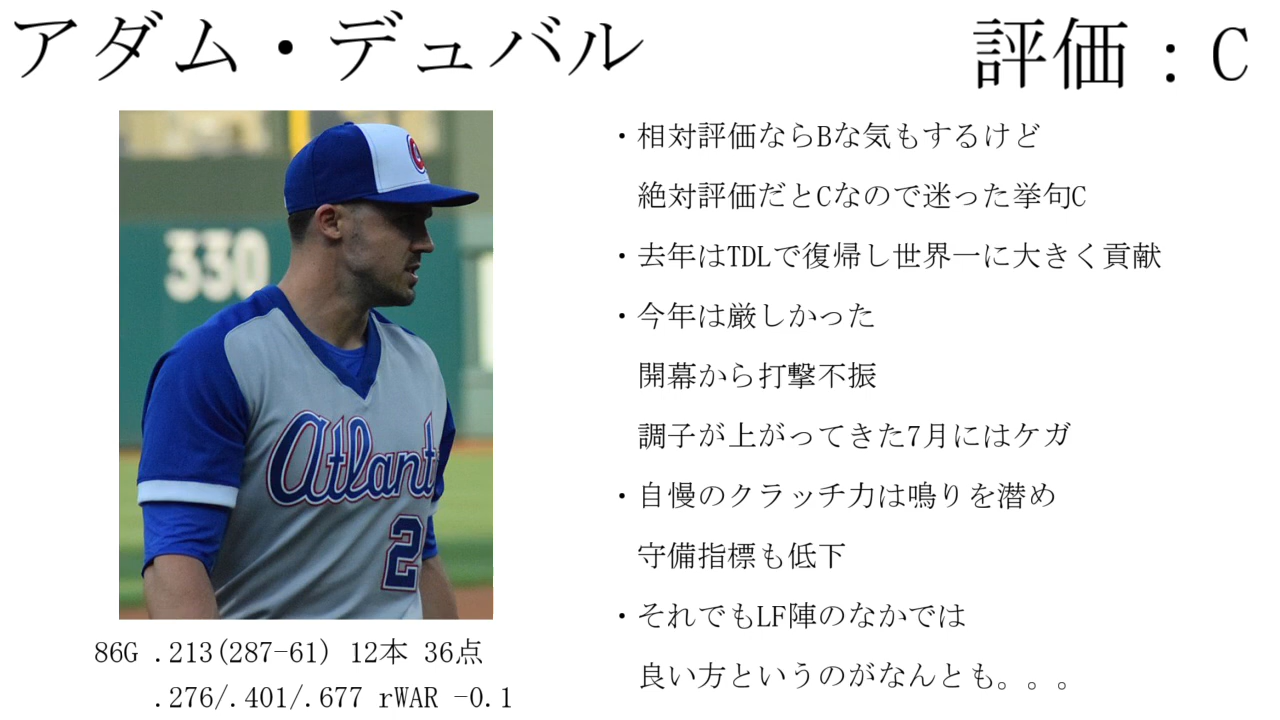 アダム・デュバル
評価：C
330
Atlant
2
86G .213(287-61) 12本 36点
.276/.401/.677 rWAR -0.1
・相対評価ならBな気もするけど
絶対評価だとCなので迷った挙句C
・去年はTDLで復帰し世界一に大きく貢献
・今年は厳しかった
開幕から打撃不振
調子が上がってきた7月にはケガ
・自慢のクラッチ力は鳴りを潜め
守備指標も低下
・それでもLF陣のなかでは
良い方というのがなんとも。。。